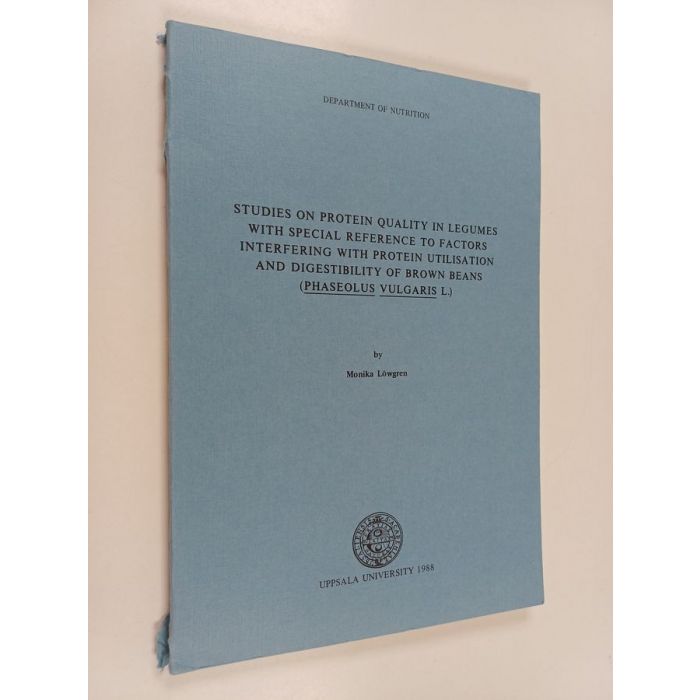 DEPARTMENT OF NUTRITION
STUDIES ON PROTEIN QUALITY IN LEGUMES
WITH SPECIAL REFERENCE TO FACTORS
INTERFERING WITH PROTEIN UTILISATION
AND DIGESTIBILITY OF BROWN BEANS
(PHASEOLUS VULGARIS L.)
by
Monika Löwgren
UPPSALA UNIVERSITY 1988